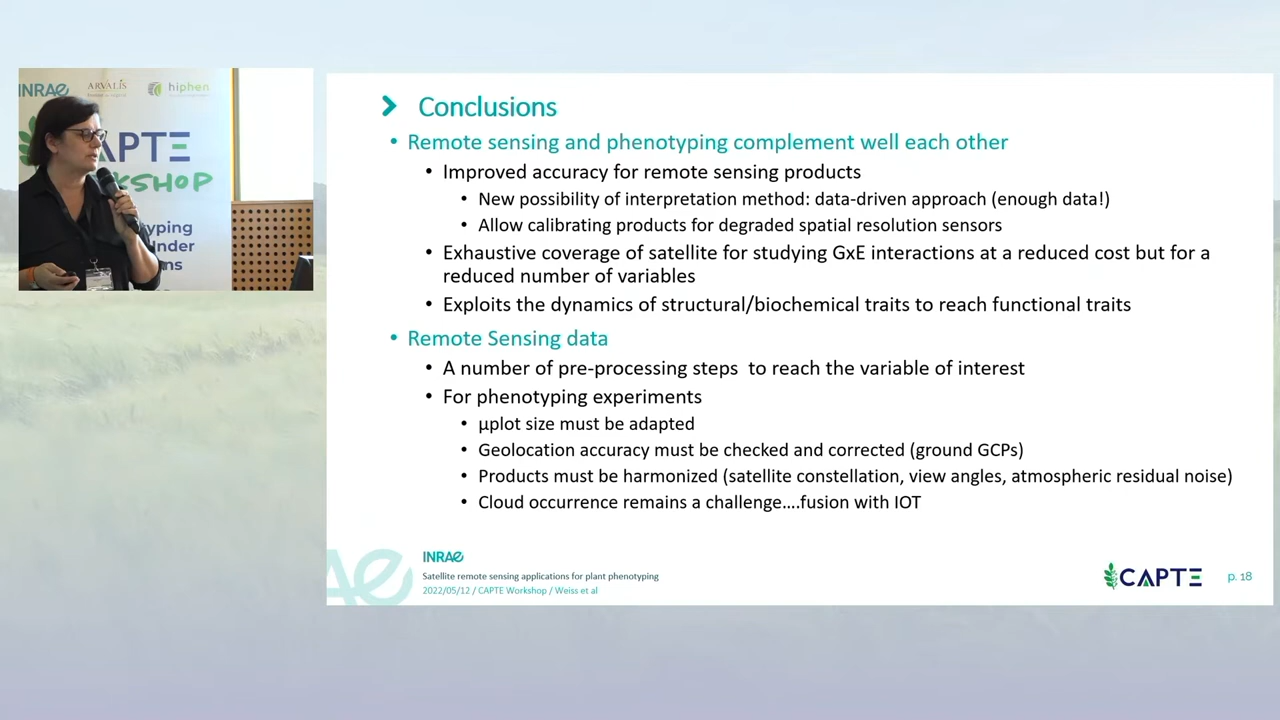 INRAE
ARVALIS
hiphen
CAPTE
WORKSHOP
Conclusions
• Remote sensing and phenotyping complement well each other
• Improved accuracy for remote sensing products
• New possibility of interpretation method: data-driven approach (enough data!)
• Allow calibrating products for degraded spatial resolution sensors
• Exhaustive coverage of satellite for studying GxE interactions at a reduced cost but for a
reduced number of variables
• Exploits the dynamics of structural/biochemical traits to reach functional traits
• Remote Sensing data
• A number of pre-processing steps to reach the variable of interest
• For phenotyping experiments
• µplot size must be adapted
• Geolocation accuracy must be checked and corrected (ground GCPs)
• Products must be harmonized (satellite constellation, view angles, atmospheric residual noise)
• Cloud occurrence remains a challenge....fusion with IOT
INRAE
Satellite remote sensing applications for plant phenotyping
2022/05/12 / CAPTE Workshop / Weiss et al
CAPTE
p. 18